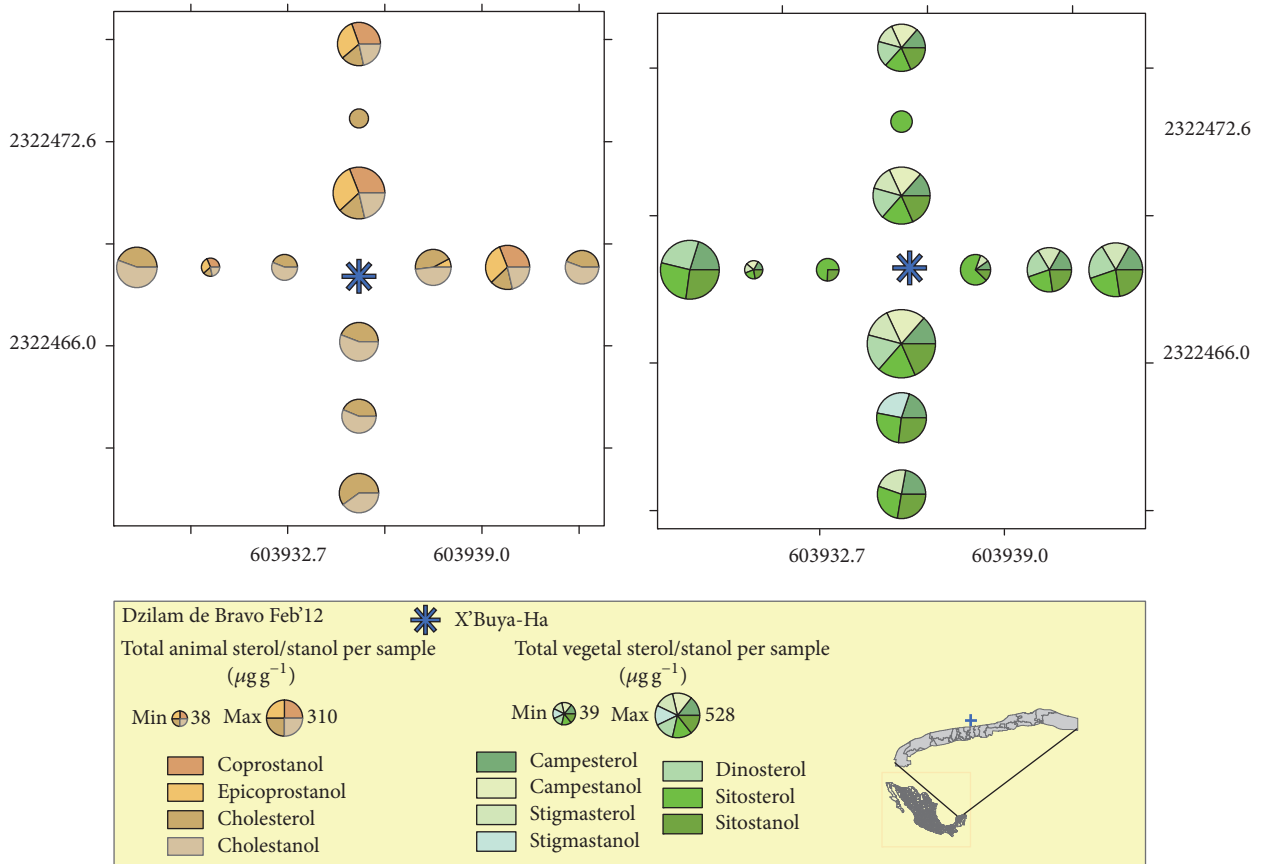 2322472.6
2322466.0
603932.7
603939.0
2322472.6
2322466.0
603932.7
603939.0
Dzilam de Bravo Feb'12
X'Buya-Ha
Total animal sterol/stanol per sample
(μg g−1)
Min 38 Max 310
Coprostanol
Epicoprostanol
Cholesterol
Cholestanol
Total vegetal sterol/stanol per sample
(μg g−1)
Min 39 Max 528
Campesterol
Campestanol
Stigmasterol
Stigmastanol
Dinosterol
Sitosterol
Sitostanol